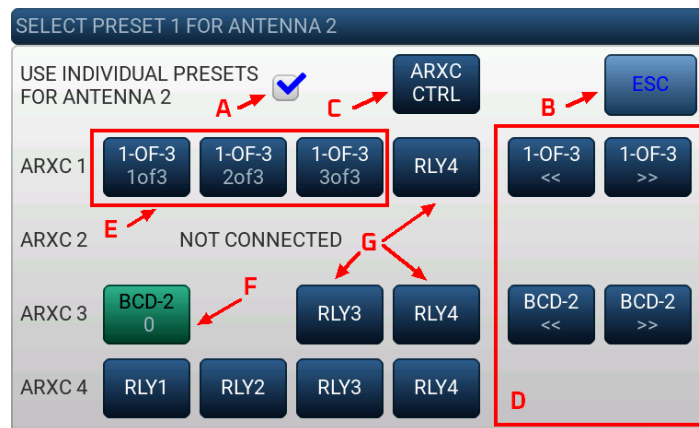 SELECT PRESET 1 FOR ANTENNA 2
USE INDIVIDUAL PRESETS
FOR ANTENNA 2
A
C
ARXC
CTRL
B
ESC
ARXC 1
1-OF-3
1of3
1-OF-3
2of3
1-OF-3
3of3
RLY4
1-OF-3
<<
1-OF-3
>>
E
ARXC 2
NOT CONNECTED
G
ARXC 3
BCD-2
0
F
RLY3
RLY4
BCD-2
<<
BCD-2
>>
ARXC 4
RLY1
RLY2
RLY3
RLY4
D